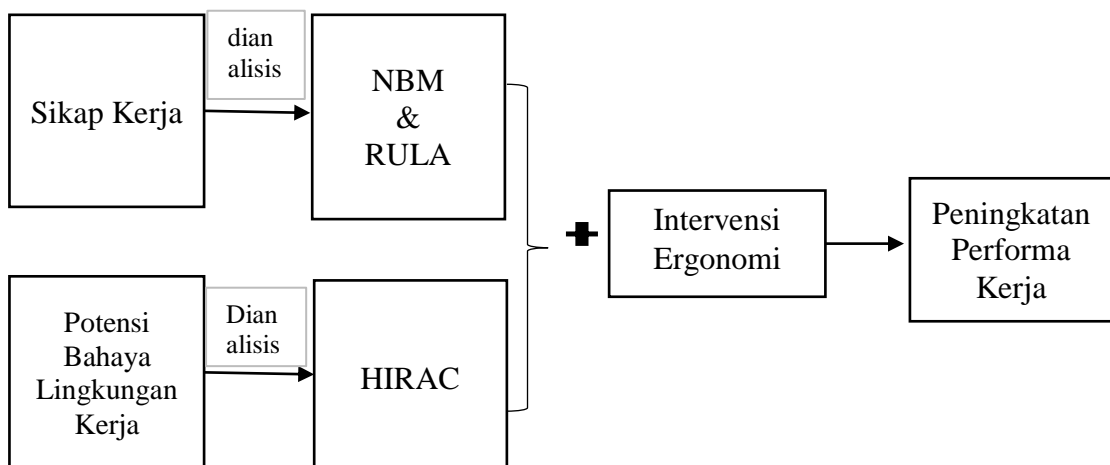 Sikap Kerja
dian
alisis
NBM
&
RULA
Potensi
Bahaya
Lingkungan
Kerja
Dian
alisis
HIRAC
Intervensi
Ergonomi
Peningkatan
Performa
Kerja